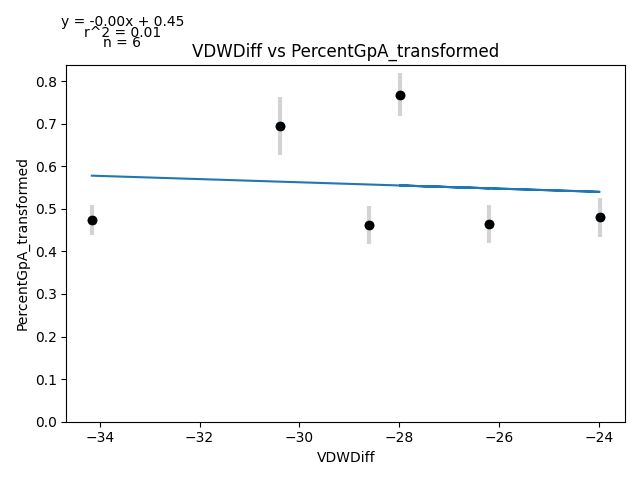 y = -0.00x + 0.45
r^2 = 0.01
n = 6
VDWDiff vs PercentGpA_transformed
PercentGpA_transformed
0.8
0.7
0.6
0.5
0.4
0.3
0.2
0.1
0.0
−34
−32
−30
−28
−26
−24
VDWDiff